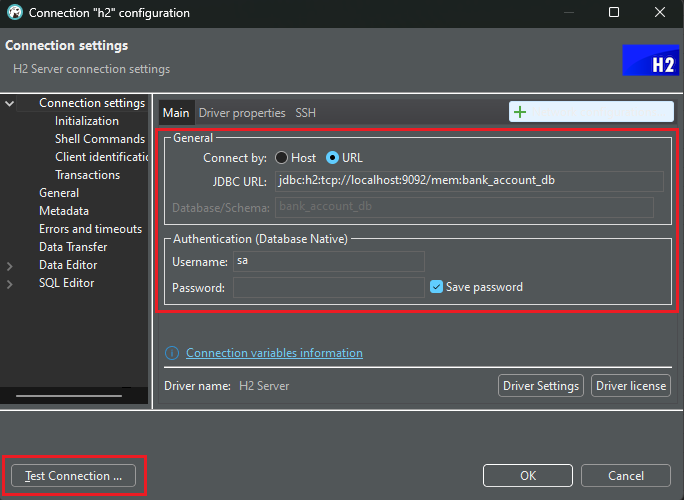 Connection "h2" configuration
Connection settings
H2 Server connection settings
H2
Connection settings
Initialization
Shell Commands
Client identificatio
Transactions
General
Metadata
Errors and timeouts
Data Transfer
Data Editor
SQL Editor
Main Driver properties SSH
General
Connect by: Host URL
JDBC URL: jdbc:h2:tcp://localhost:9092/mem:bank_account_db
Database/Schema: bank_account_db
Authentication (Database Native)
Username: sa
Password: Save password
Connection variables information
Driver name: H2 Server Driver Settings Driver license
Test Connection ... OK Cancel